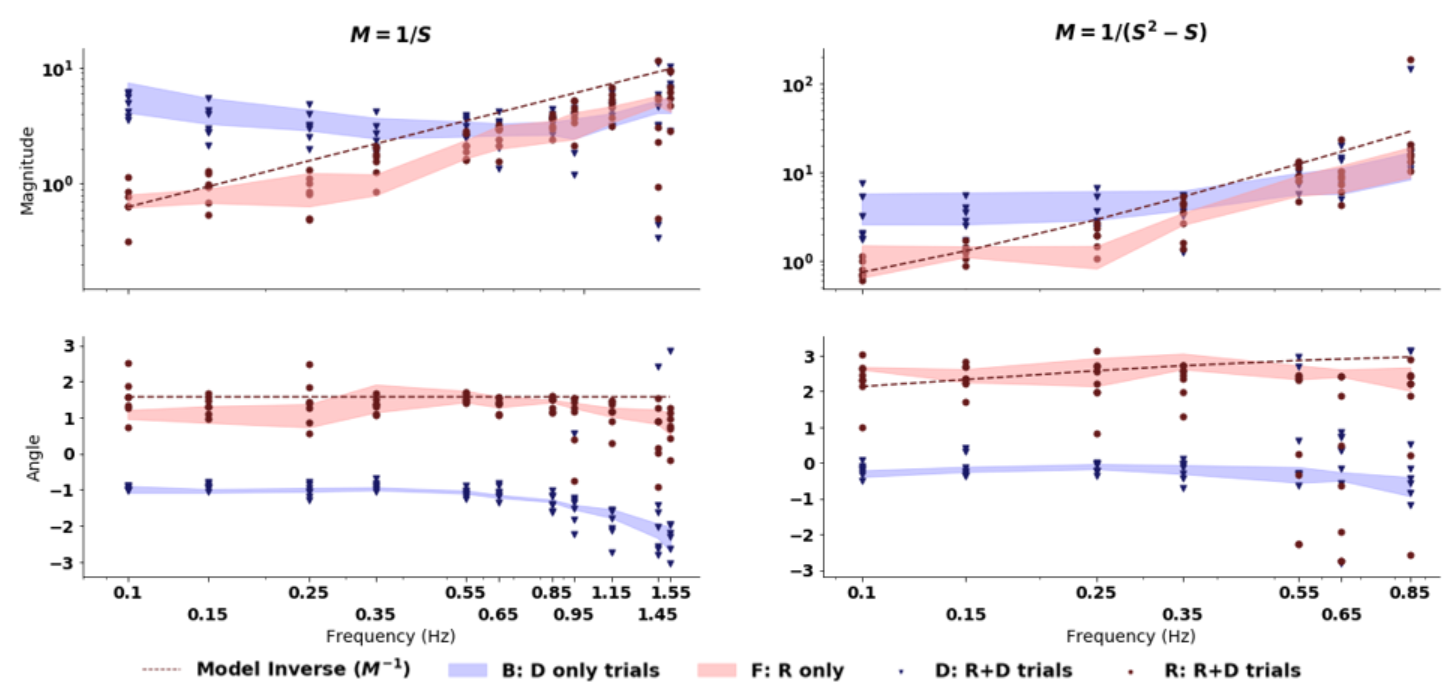 M = 1/S
M = 1/(S² − S)
Magnitude
10¹
10⁰
Magnitude
10²
10¹
10⁰
Angle
3
2
1
0
−1
−2
−3
3
2
1
0
−1
−2
−3
0.1 0.25 0.35 0.55 0.85 1.15 1.55
0.15 0.65 0.95 1.45
Frequency (Hz)
0.1 0.25 0.55 0.85
0.15 0.35 0.65
Frequency (Hz)
Model Inverse (M⁻¹) B: D only trials F: R only D: R+D trials R: R+D trials